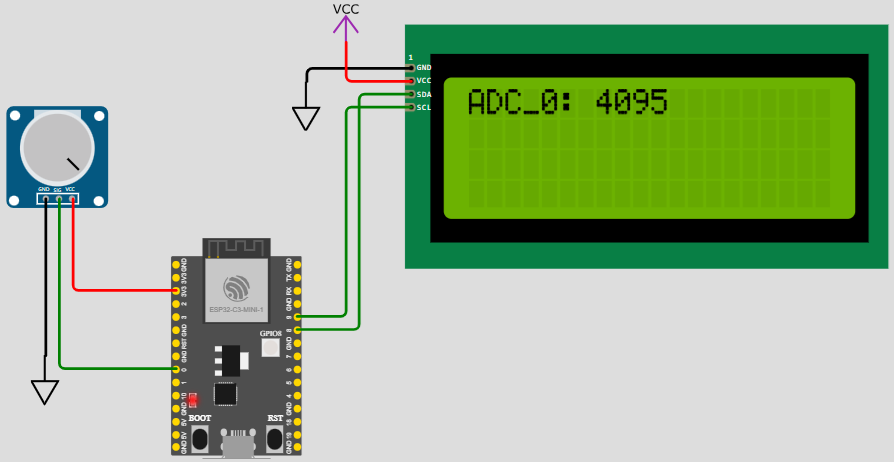 VCC
1
GND
VCC
SDA
SCL
ADC_0: 4095
GND SIG VCC
GND
3V3
3V3
2
3
GND
RST
GND
0
1
10
GND
5V
5V
GND
ESP32-C3-MINI-1
GPIO8
BOOT
RST
GND
TX
RX
GND
9
8
GND
7
6
5
4
GND
18
19
GND